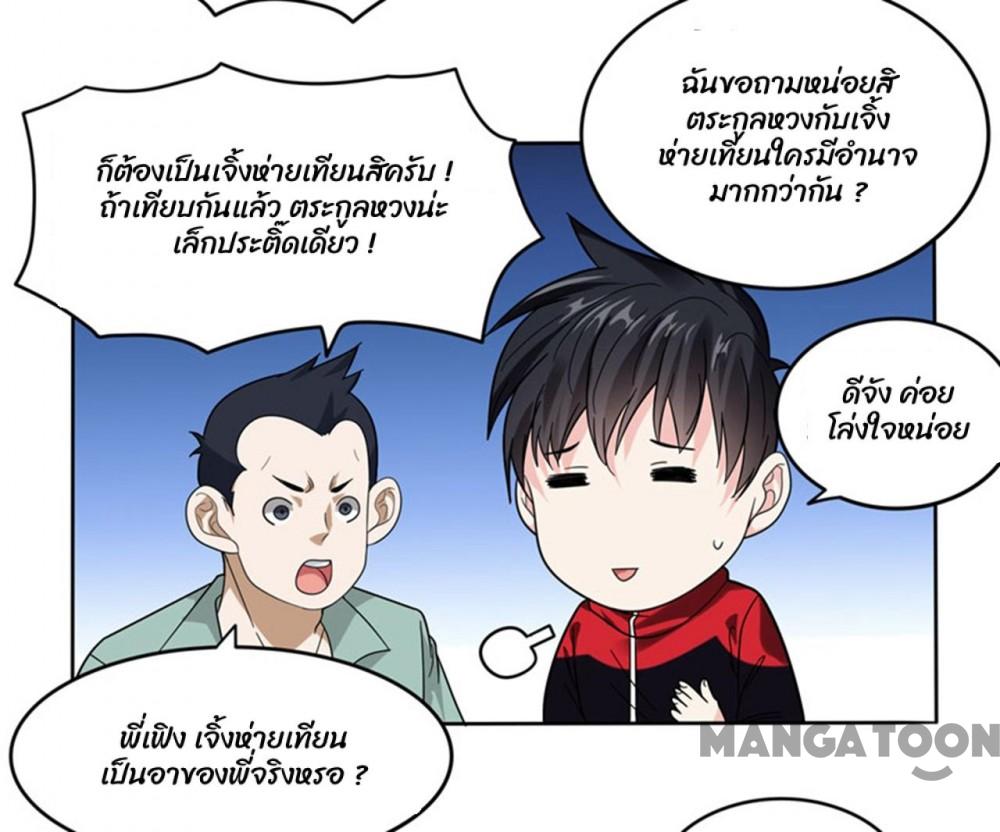 ฉันขอถามหน่อยสิ
ตระกูลหวงกับเจิ้ง
ห่ายเทียนใครมีอำนาจ
มากกว่ากัน ?
ก็ต้องเป็นเจิ้งห่ายเทียนสิครับ !
ถ้าเทียบกันแล้ว ตระกูลหวงน่ะ
เล็กประติ๊ดเดียว !
ดีจัง ค่อย
โล่งใจหน่อย
พี่เฟิง เจิ้งห่ายเทียน
เป็นอาของพี่จริงหรอ ?
MANGATOON